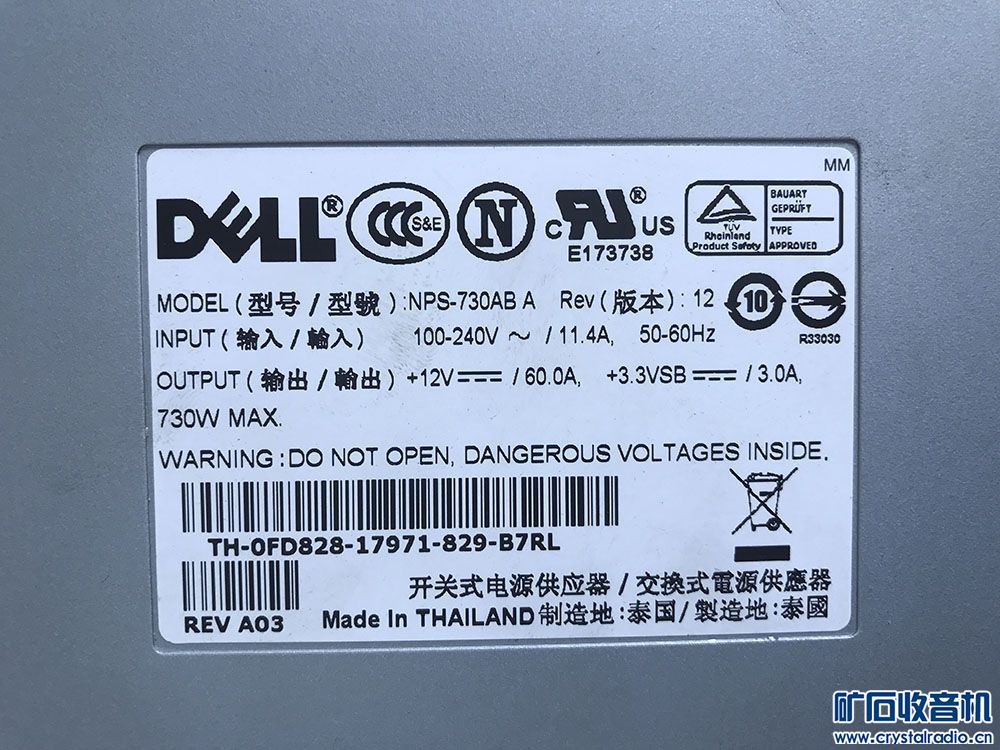 MM
DELL® CCC S&E N c RU® US TÜV Rheinland Product Safety BAUART GEPRÜFT TYPE APPROVED
E173738
MODEL (型号 / 型號) :NPS-730AB A Rev (版本) : 12 10
INPUT (输入 / 輸入) 100-240V ～ / 11.4A, 50-60Hz R33030
OUTPUT (输出 / 輸出) +12V⎓ / 60.0A, +3.3VSB⎓ / 3.0A,
730W MAX.
WARNING :DO NOT OPEN, DANGEROUS VOLTAGES INSIDE.
TH-0FD828-17971-829-B7RL
开关式电源供应器 / 交换式電源供應器
REV A03 Made In THAILAND 制造地:泰国/製造地:泰國
矿石收音机
www.crystalradio.cn